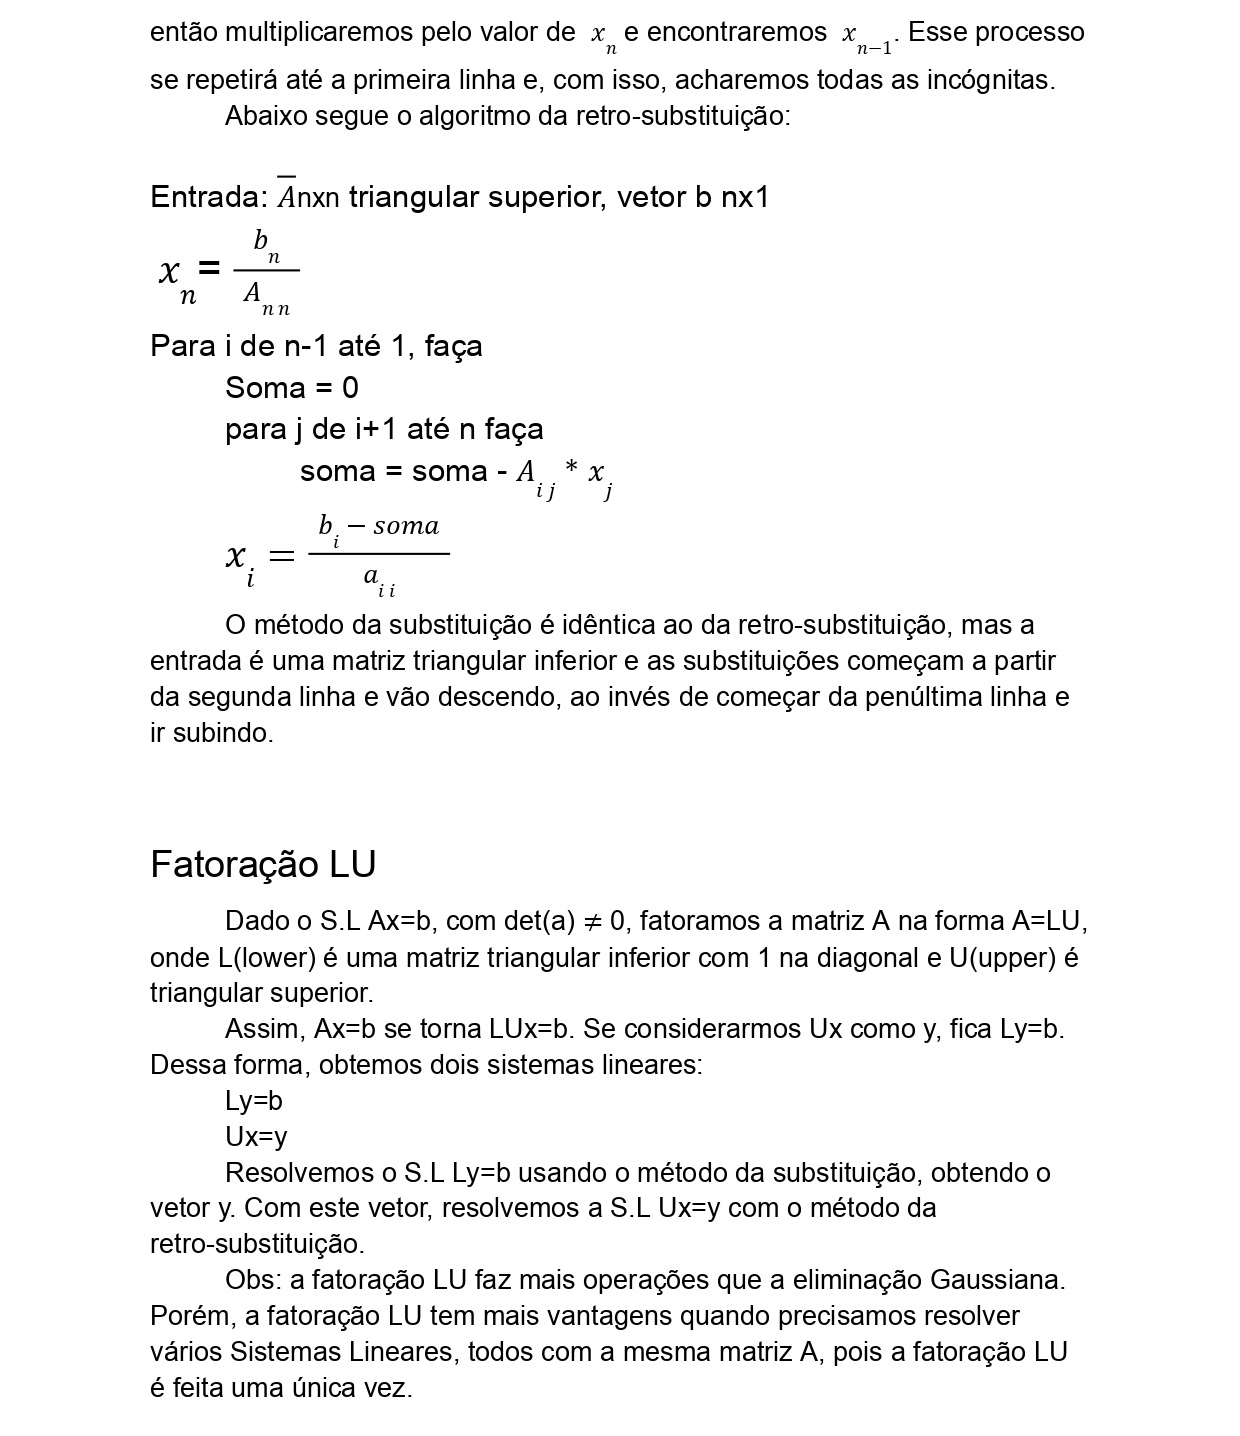 então multiplicaremos pelo valor de x_n e encontraremos x_{n−1}. Esse processo
se repetirá até a primeira linha e, com isso, acharemos todas as incógnitas.
Abaixo segue o algoritmo da retro-substituição:
Entrada: A̅nxn triangular superior, vetor b nx1
x_n = b_n / A_{nn}
Para i de n-1 até 1, faça
Soma = 0
para j de i+1 até n faça
soma = soma - A_{ij} * x_j
x_i = (b_i − soma) / a_{ii}
O método da substituição é idêntica ao da retro-substituição, mas a
entrada é uma matriz triangular inferior e as substituições começam a partir
da segunda linha e vão descendo, ao invés de começar da penúltima linha e
ir subindo.
Fatoração LU
Dado o S.L Ax=b, com det(a) ≠ 0, fatoramos a matriz A na forma A=LU,
onde L(lower) é uma matriz triangular inferior com 1 na diagonal e U(upper) é
triangular superior.
Assim, Ax=b se torna LUx=b. Se considerarmos Ux como y, fica Ly=b.
Dessa forma, obtemos dois sistemas lineares:
Ly=b
Ux=y
Resolvemos o S.L Ly=b usando o método da substituição, obtendo o
vetor y. Com este vetor, resolvemos a S.L Ux=y com o método da
retro-substituição.
Obs: a fatoração LU faz mais operações que a eliminação Gaussiana.
Porém, a fatoração LU tem mais vantagens quando precisamos resolver
vários Sistemas Lineares, todos com a mesma matriz A, pois a fatoração LU
é feita uma única vez.